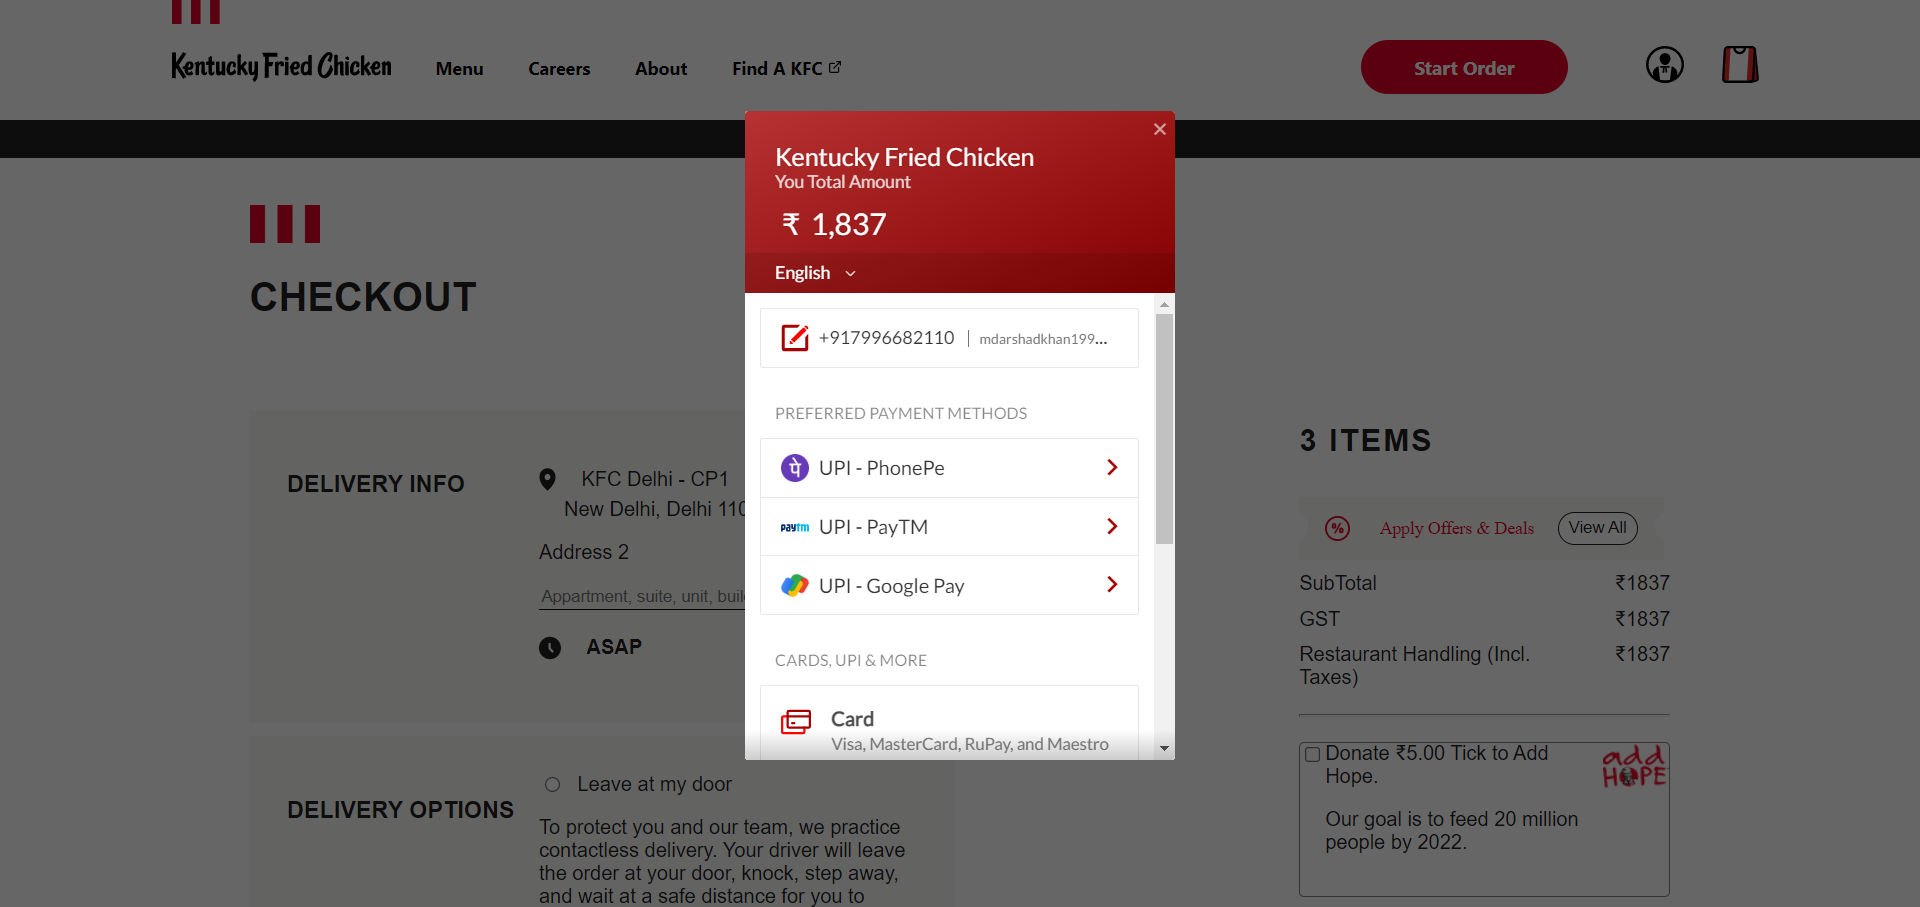 Kentucky Fried Chicken
Menu
Careers
About
Find A KFC
Start Order
Kentucky Fried Chicken
You Total Amount
₹ 1,837
English
+917996682110 | mdarshadkhan199...
PREFERRED PAYMENT METHODS
UPI - PhonePe
paytm UPI - PayTM
UPI - Google Pay
CARDS, UPI & MORE
Card
Visa, MasterCard, RuPay, and Maestro
CHECKOUT
DELIVERY INFO
KFC Delhi - CP1
New Delhi, Delhi 110
Address 2
Appartment, suite, unit, buil
ASAP
DELIVERY OPTIONS
Leave at my door
To protect you and our team, we practice
contactless delivery. Your driver will leave
the order at your door, knock, step away,
and wait at a safe distance for you to
3 ITEMS
% Apply Offers & Deals View All
SubTotal ₹1837
GST ₹1837
Restaurant Handling (Incl. ₹1837
Taxes)
Donate ₹5.00 Tick to Add
Hope.
add
HOPE
Our goal is to feed 20 million
people by 2022.